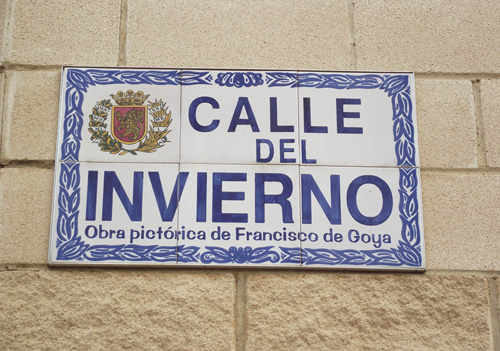 CALLE
DEL
INVIERNO
Obra pictórica de Francisco de Goya